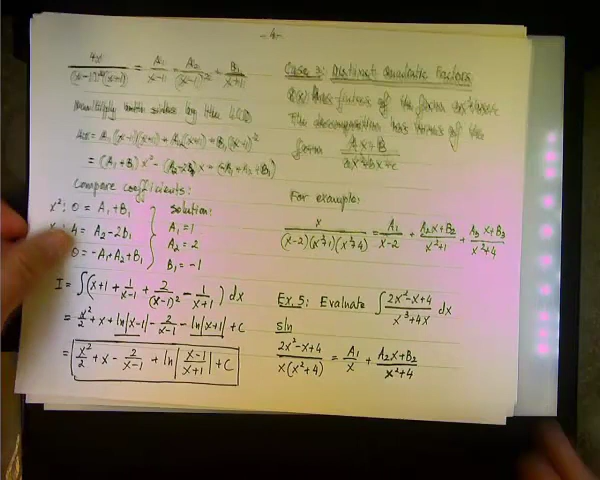 - 4 -
4x/((x-1)²(x+1)) = A₁/(x-1) + A₂/(x-1)² + B₁/(x+1)
Multiply both sides by the LCD
4x = A₁(x-1)(x+1) + A₂(x+1) + B₁(x-1)²
= (A₁+B₁)x² + (A₂-2B₁)x + (-A₁+A₂+B₁)
Compare coefficients:
x²: 0 = A₁+B₁
x: 4 = A₂-2B₁
0 = -A₁+A₂+B₁
Solution:
A₁=1
A₂=2
B₁=-1
I = ∫(x+1 + 1/(x-1) + 2/(x-1)² - 1/(x+1)) dx
= x²/2 + x + ln|x-1| - 2/(x-1) - ln|x+1| + C
= x²/2 + x - 2/(x-1) + ln|(x-1)/(x+1)| + C
Case 3: Distinct Quadratic Factors
factors of the form ax²+bx+c
The decomposition has terms of the
form (Ax+B)/(ax²+bx+c)
For example:
x/((x-2)(x²+1)(x²+4)) = A₁/(x-2) + (A₂x+B₂)/(x²+1) + (A₃x+B₃)/(x²+4)
Ex. 5: Evaluate ∫ (2x²-x+4)/(x³+4x) dx
sln
(2x²-x+4)/(x(x²+4)) = A₁/x + (A₂x+B₂)/(x²+4)